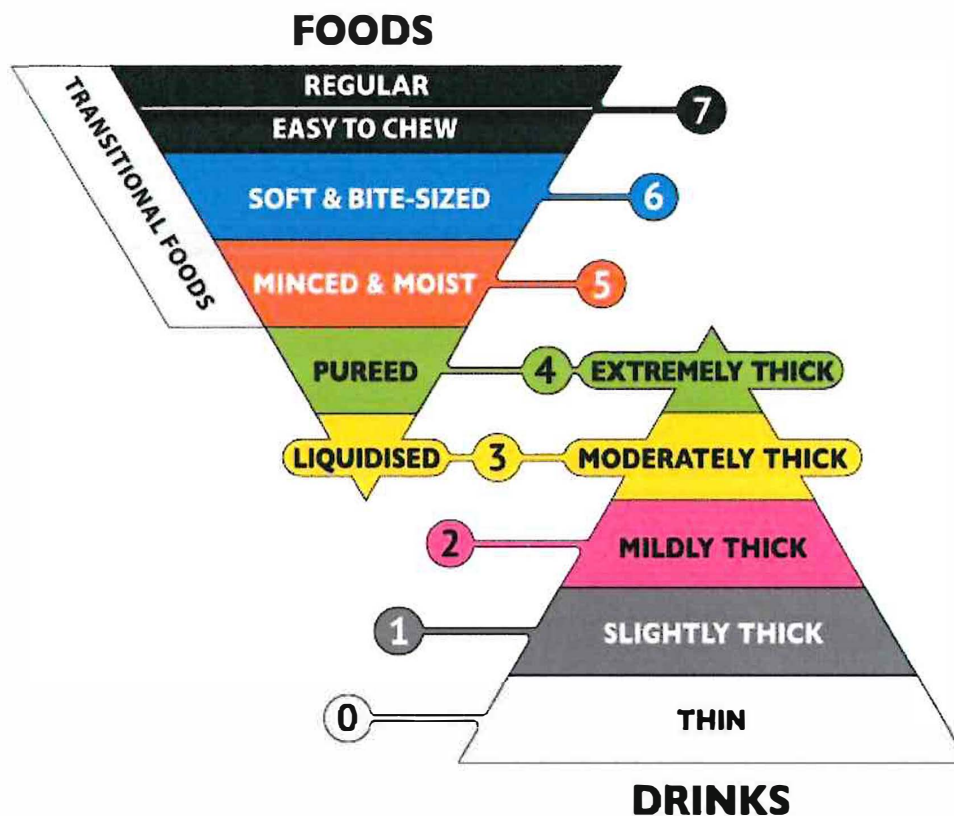 FOODS
TRANSITIONAL FOODS
REGULAR
7
EASY TO CHEW
SOFT & BITE-SIZED
6
MINCED & MOIST
5
PUREED
4
EXTREMELY THICK
LIQUIDISED
3
MODERATELY THICK
2
MILDLY THICK
1
SLIGHTLY THICK
0
THIN
DRINKS